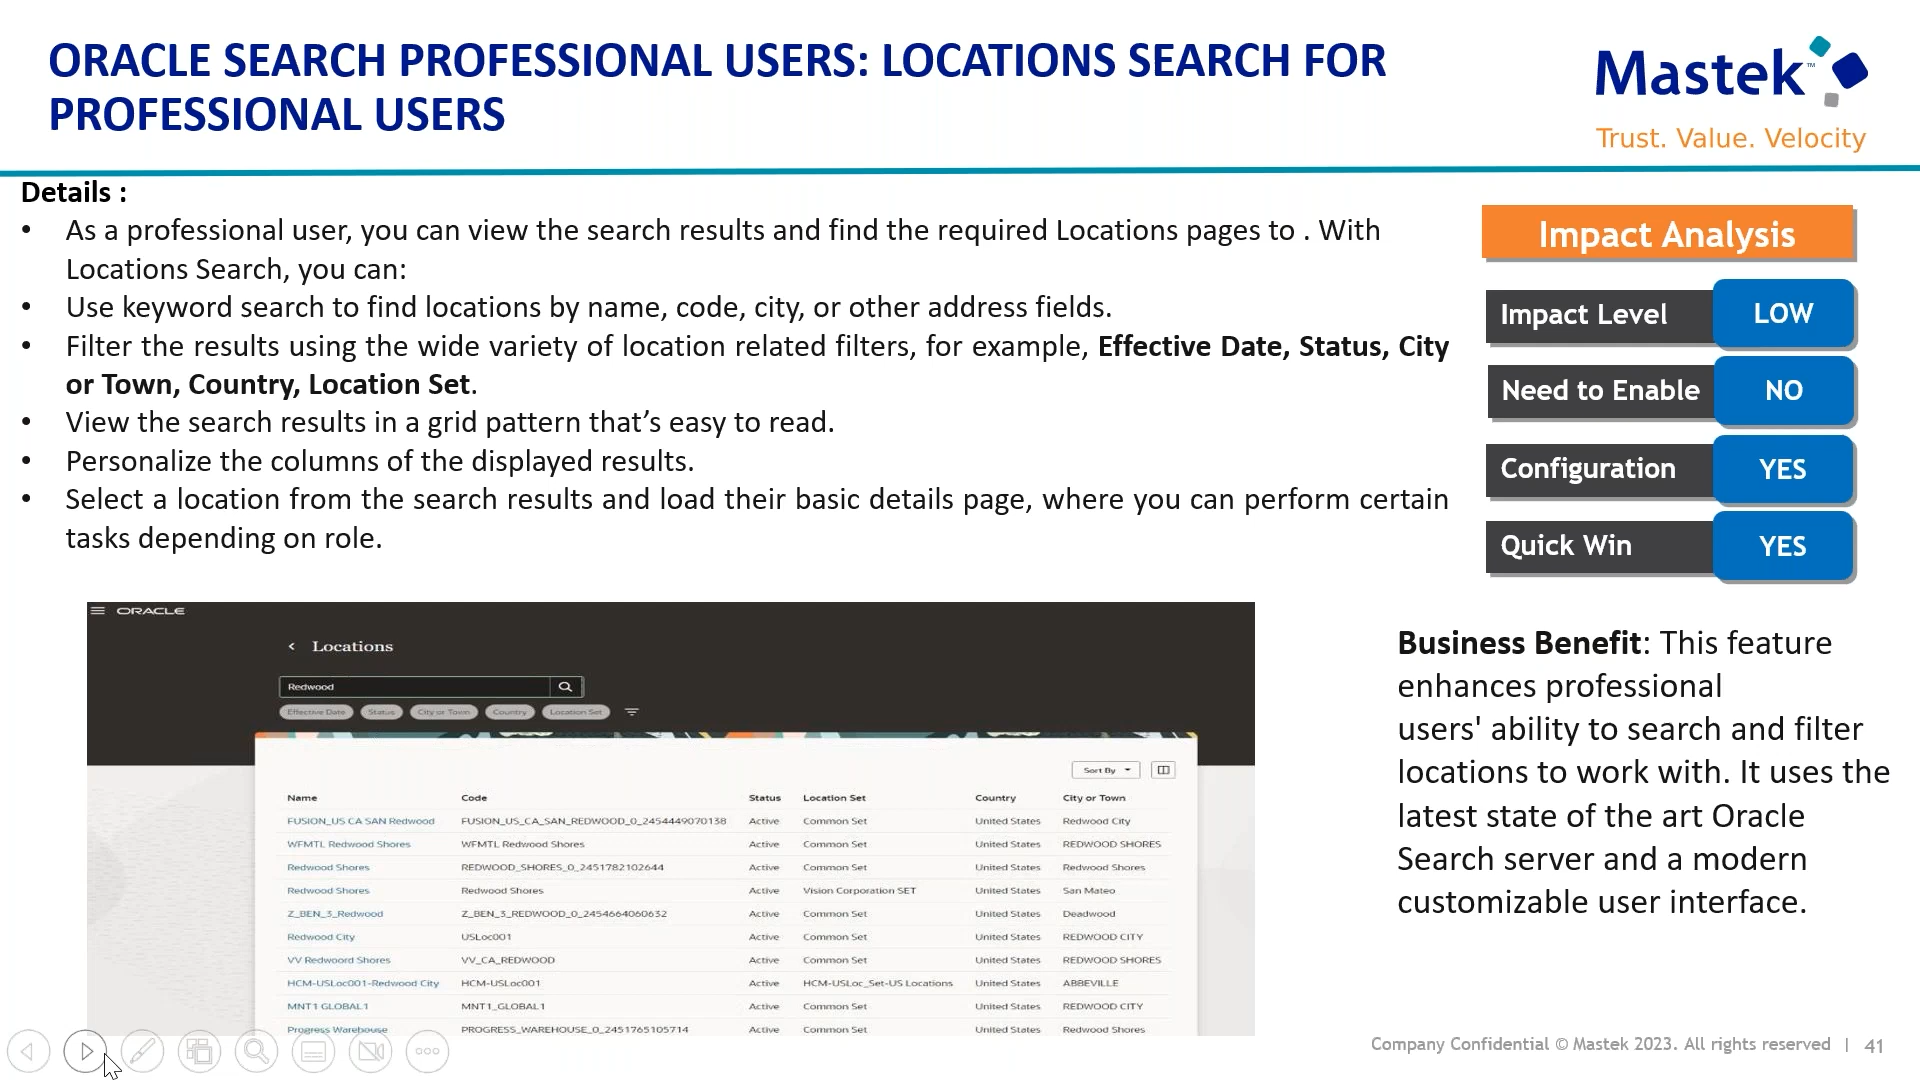 ORACLE SEARCH PROFESSIONAL USERS: LOCATIONS SEARCH FOR
PROFESSIONAL USERS
Mastek™
Trust. Value. Velocity
Details :
• As a professional user, you can view the search results and find the required Locations pages to . With
Locations Search, you can:
• Use keyword search to find locations by name, code, city, or other address fields.
• Filter the results using the wide variety of location related filters, for example, Effective Date, Status, City
or Town, Country, Location Set.
• View the search results in a grid pattern that’s easy to read.
• Personalize the columns of the displayed results.
• Select a location from the search results and load their basic details page, where you can perform certain
tasks depending on role.
Impact Analysis
Impact Level LOW
Need to Enable NO
Configuration YES
Quick Win YES
ORACLE
Locations
Redwood
Effective Date Status City or Town Country Location Set
Sort By
Name Code Status Location Set Country City or Town
FUSION_US CA SAN Redwood FUSION_US_CA_SAN_REDWOOD_0_2454449070138 Active Common Set United States Redwood City
WFMTL Redwood Shores WFMTL Redwood Shores Active Common Set United States REDWOOD SHORES
Redwood Shores REDWOOD_SHORES_0_2451782102644 Active Common Set United States Redwood Shores
Redwood Shores Redwood Shores Active Vision Corporation SET United States San Mateo
Z_BEN_3_Redwood Z_BEN_3_REDWOOD_0_2454664060632 Active Common Set United States Deadwood
Redwood City USLoc001 Active Common Set United States REDWOOD CITY
VV Redwoord Shores VV_CA_REDWOOD Active Common Set United States REDWOOD SHORES
HCM-USLoc001-Redwood City HCM-USLoc001 Active HCM-USLoc_Set-US Locations United States ABBEVILLE
MNT1 GLOBAL1 MNT1_GLOBAL1 Active Common Set United States REDWOOD CITY
Progress Warehouse PROGRESS_WAREHOUSE_0_2451765105714 Active Common Set United States Redwood Shores
Business Benefit: This feature
enhances professional
users' ability to search and filter
locations to work with. It uses the
latest state of the art Oracle
Search server and a modern
customizable user interface.
Company Confidential © Mastek 2023. All rights reserved | 41